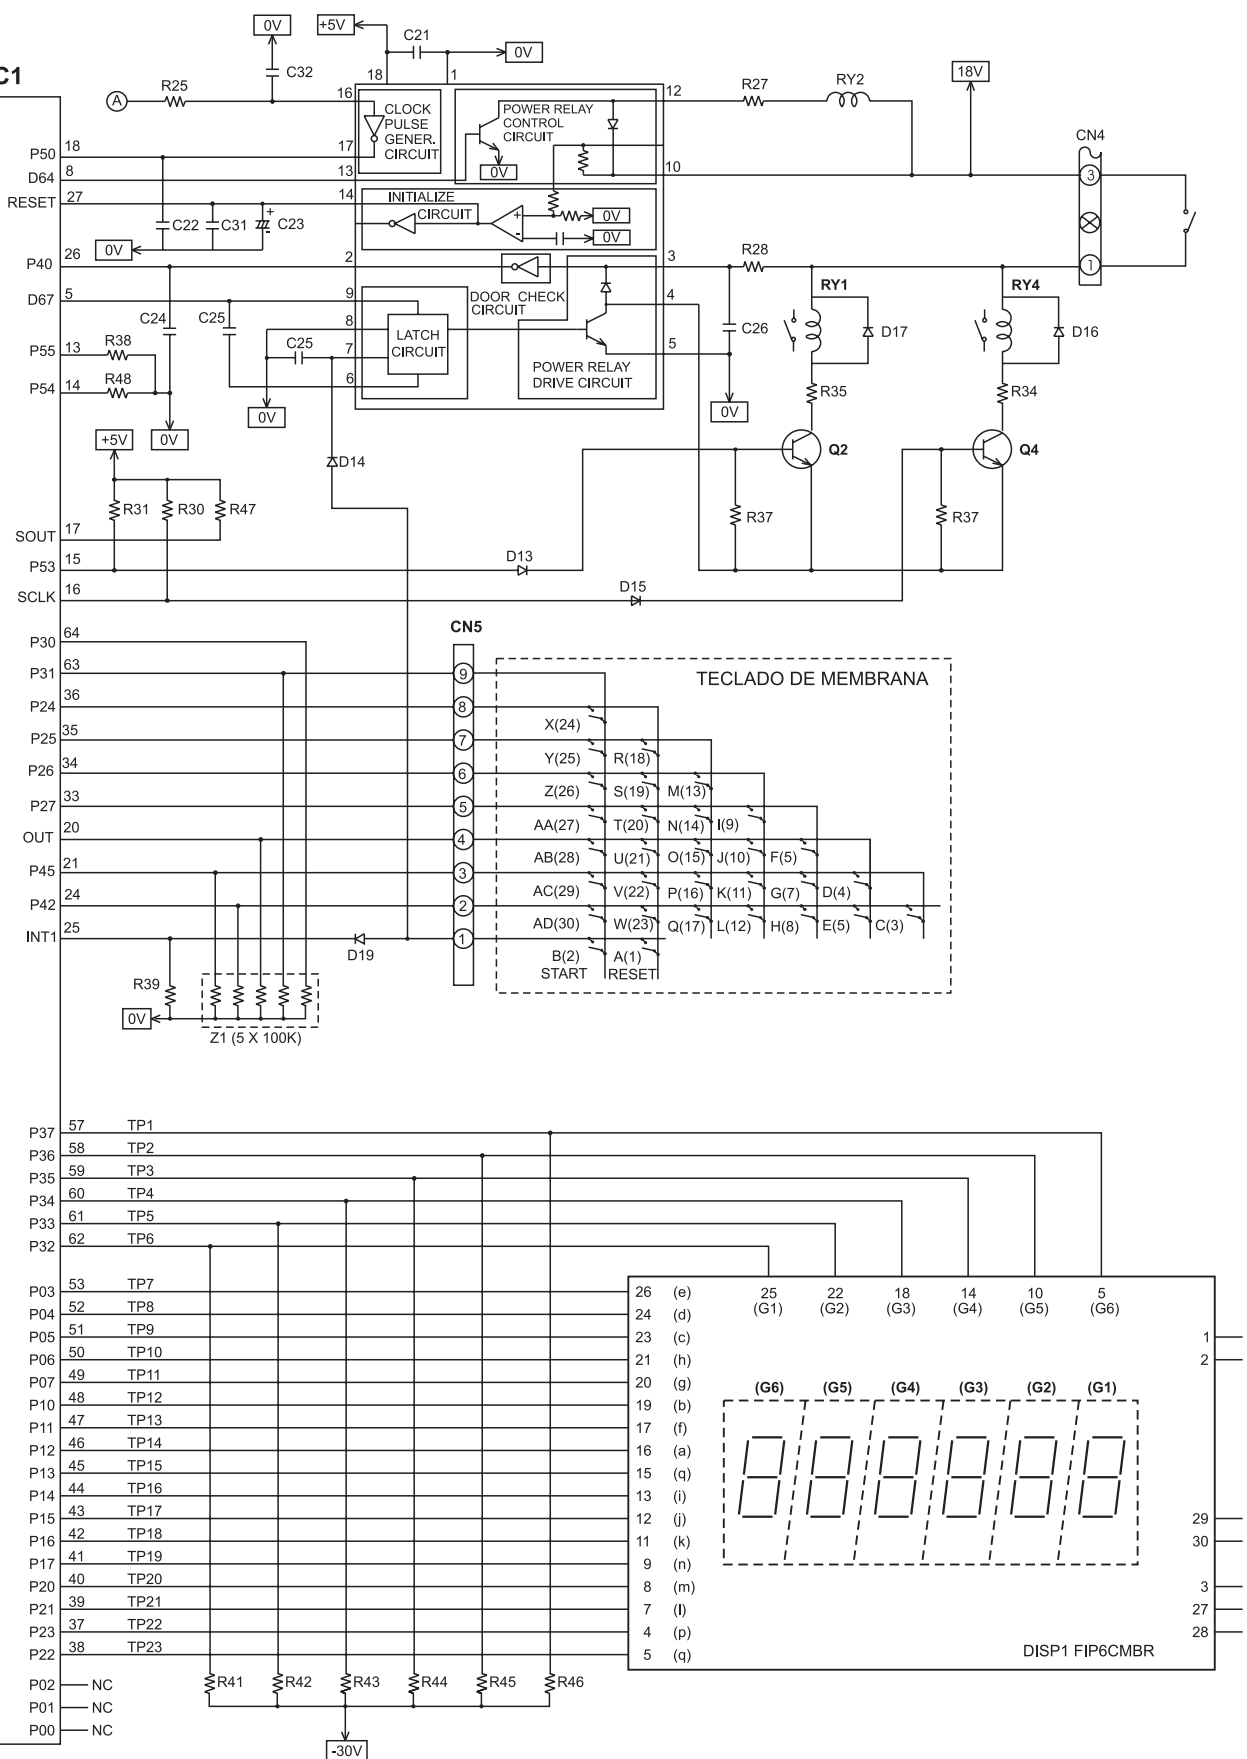 C1
0V
+5V
C21
0V
C32
18
1
R25
A
16
12
R27
RY2
18V
CN4
CLOCK
PULSE
GENER.
CIRCUIT
POWER RELAY
CONTROL
CIRCUIT
0V
P50 18
17
D64 8
13
10
3
RESET 27
14
INITIALIZE
CIRCUIT
+
-
0V
0V
C22
C31
+
-
C23
0V
P40 26
2
3
R28
1
D67 5
9
DOOR CHECK
CIRCUIT
4
RY1
RY4
C24
C25
8
LATCH
CIRCUIT
C26
D17
D16
P55 13
R38
C25
7
5
P54 14
R48
6
POWER RELAY
DRIVE CIRCUIT
R35
R34
0V
0V
+5V
0V
Q2
Q4
D14
R31
R30
R47
R37
R37
SOUT 17
P53 15
D13
SCLK 16
D15
CN5
P30 64
P31 63
9
TECLADO DE MEMBRANA
P24 36
8
X(24)
P25 35
7
Y(25) R(18)
P26 34
6
Z(26) S(19) M(13)
P27 33
5
AA(27) T(20) N(14) I(9)
OUT 20
4
AB(28) U(21) O(15) J(10) F(5)
P45 21
3
AC(29) V(22) P(16) K(11) G(7) D(4)
P42 24
2
AD(30) W(23) Q(17) L(12) H(8) E(5) C(3)
INT1 25
D19
1
B(2) A(1)
START RESET
R39
0V
Z1 (5 X 100K)
P37 57 TP1
P36 58 TP2
P35 59 TP3
P34 60 TP4
P33 61 TP5
P32 62 TP6
25 22 18 14 10 5
(G1) (G2) (G3) (G4) (G5) (G6)
P03 53 TP7 26 (e)
P04 52 TP8 24 (d)
P05 51 TP9 23 (c) 1
P06 50 TP10 21 (h) 2
P07 49 TP11 20 (g)
(G6) (G5) (G4) (G3) (G2) (G1)
P10 48 TP12 19 (b)
P11 47 TP13 17 (f)
P12 46 TP14 16 (a)
P13 45 TP15 15 (q)
P14 44 TP16 13 (i)
P15 43 TP17 12 (j) 29
P16 42 TP18 11 (k) 30
P17 41 TP19 9 (n)
P20 40 TP20 8 (m) 3
P21 39 TP21 7 (l) 27
P23 37 TP22 4 (p) 28
P22 38 TP23 5 (q)
DISP1 FIP6CMBR
R41 R42 R43 R44 R45 R46
P02 NC
P01 NC
P00 NC
-30V